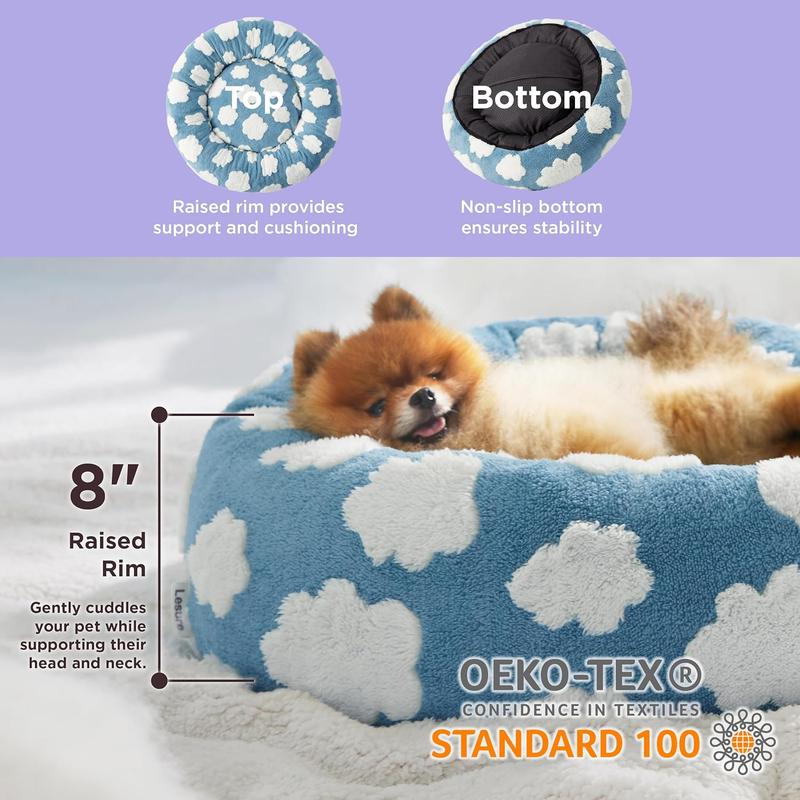 Top
Bottom
Raised rim provides
support and cushioning
Non-slip bottom
ensures stability
8"
Raised
Rim
Gently cuddles
your pet while
supporting their
head and neck.
Lesure
OEKO-TEX®
CONFIDENCE IN TEXTILES
STANDARD 100